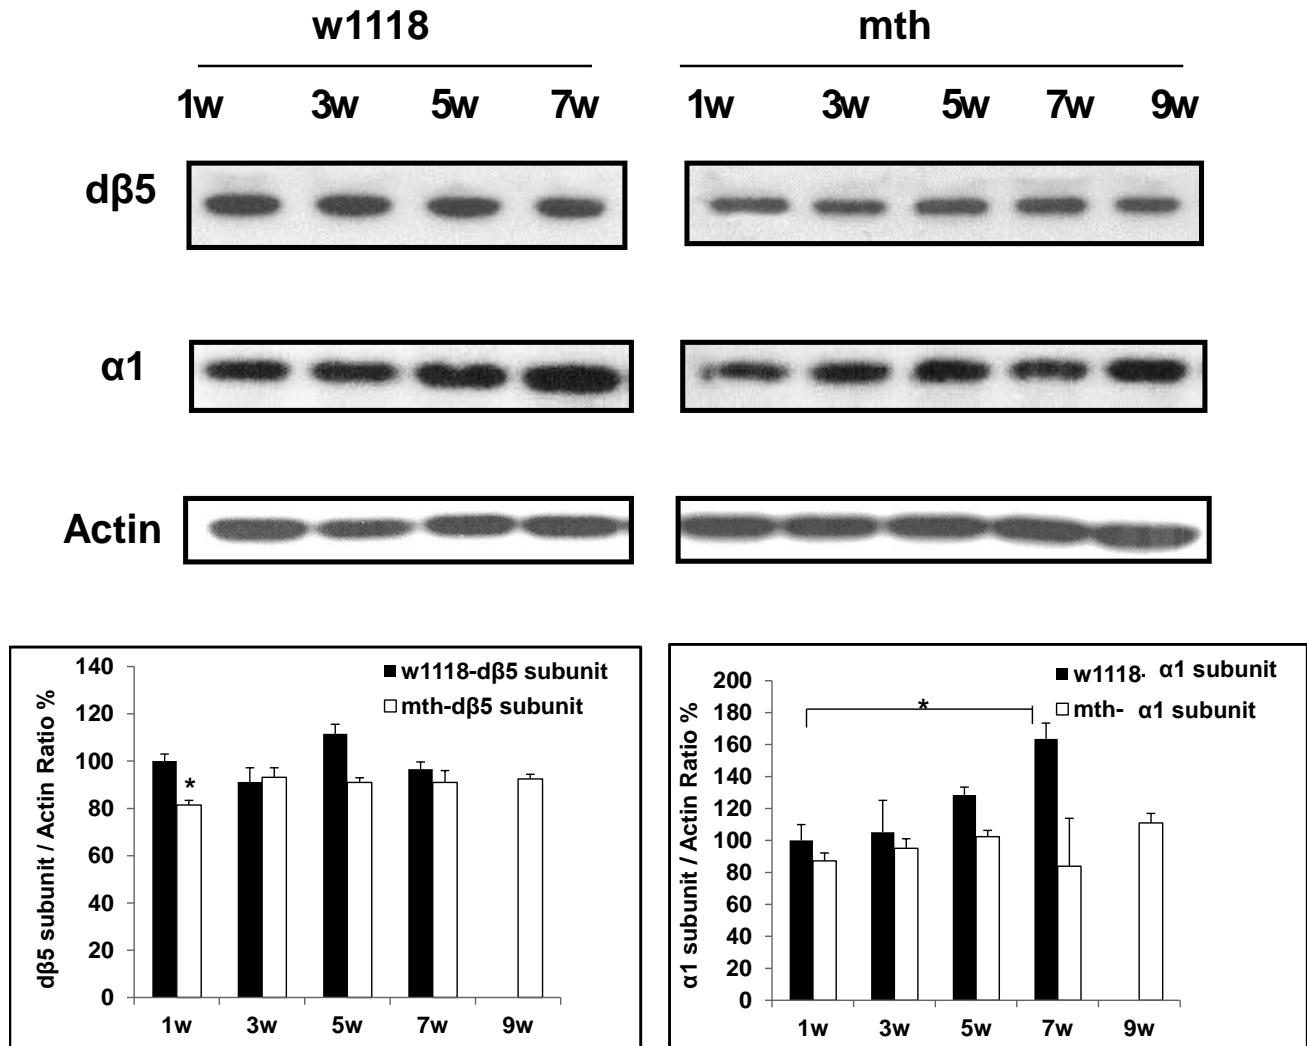 w1118 mth
1w 3w 5w 7w 1w 3w 5w 7w 9w
dβ5
α1
Actin
dβ5 subunit / Actin Ratio %
140
120
100
80
60
40
20
0
w1118-dβ5 subunit
mth-dβ5 subunit
*
1w 3w 5w 7w 9w
α1 subunit / Actin Ratio %
200
180
160
140
120
100
80
60
40
20
0
w1118. α1 subunit
mth- α1 subunit
*
1w 3w 5w 7w 9w